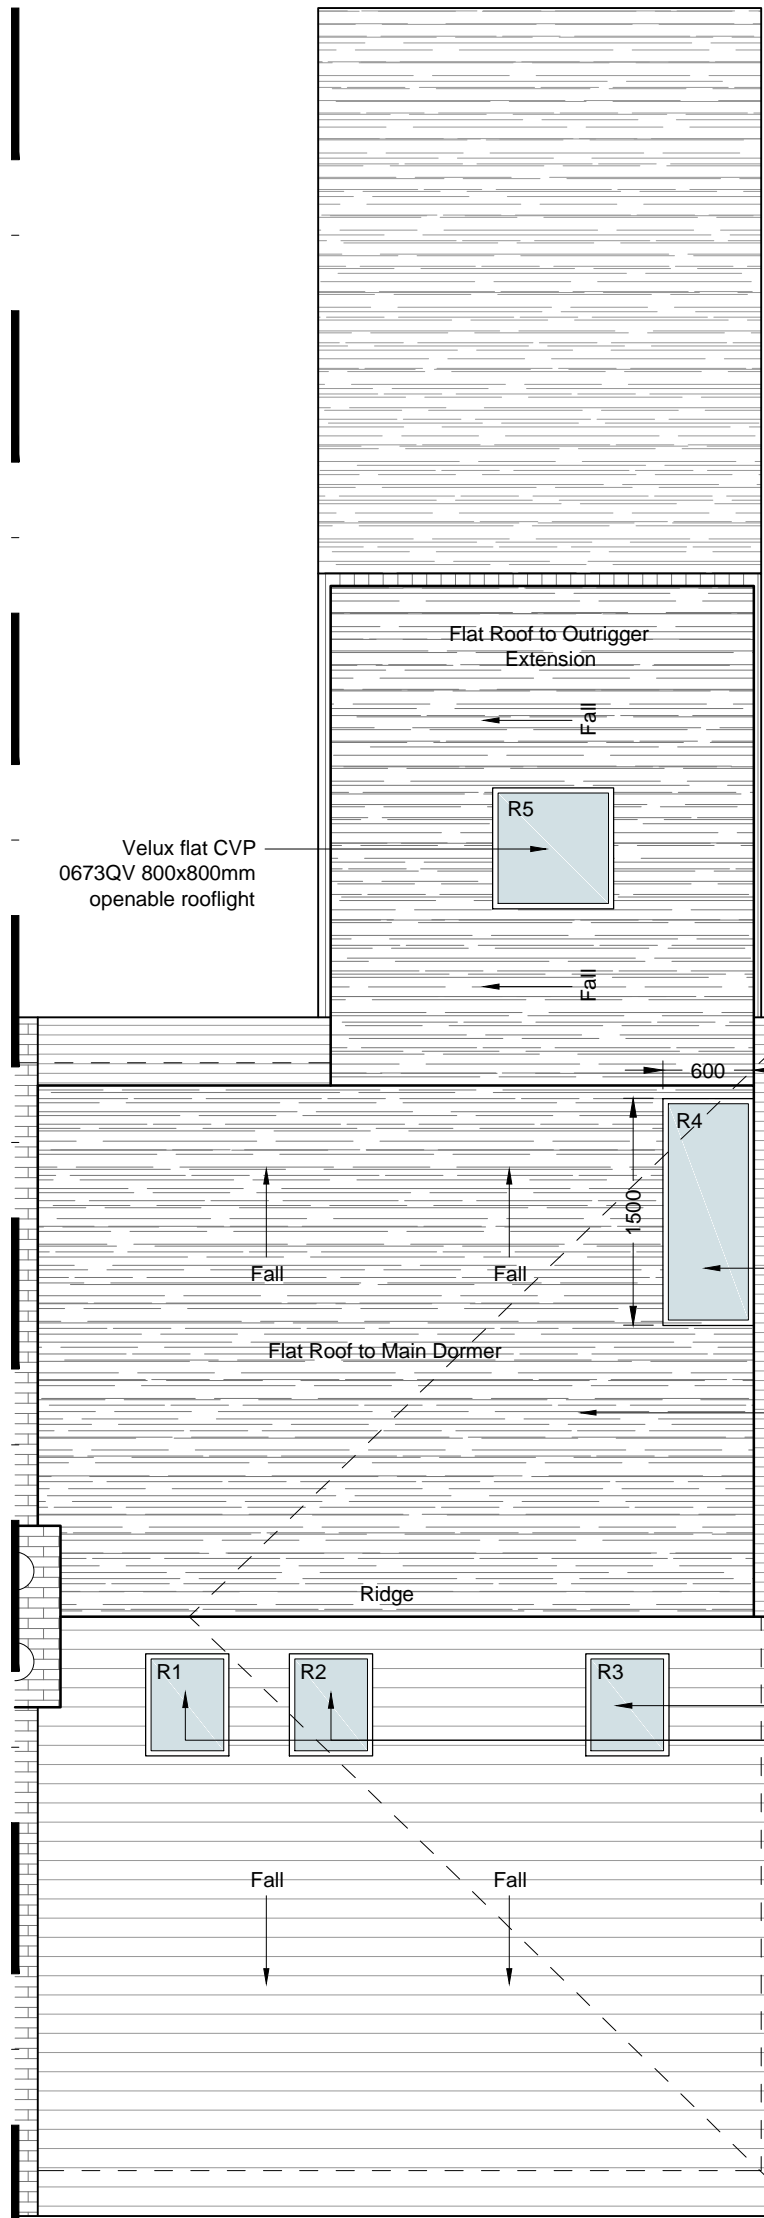 Flat Roof to Outrigger
Extension
Fall
R5
Velux flat CVP
0673QV 800x800mm
openable rooflight
Fall
600
R4
1500
Fall
Fall
Flat Roof to Main Dormer
Ridge
R1
R2
R3
Fall
Fall